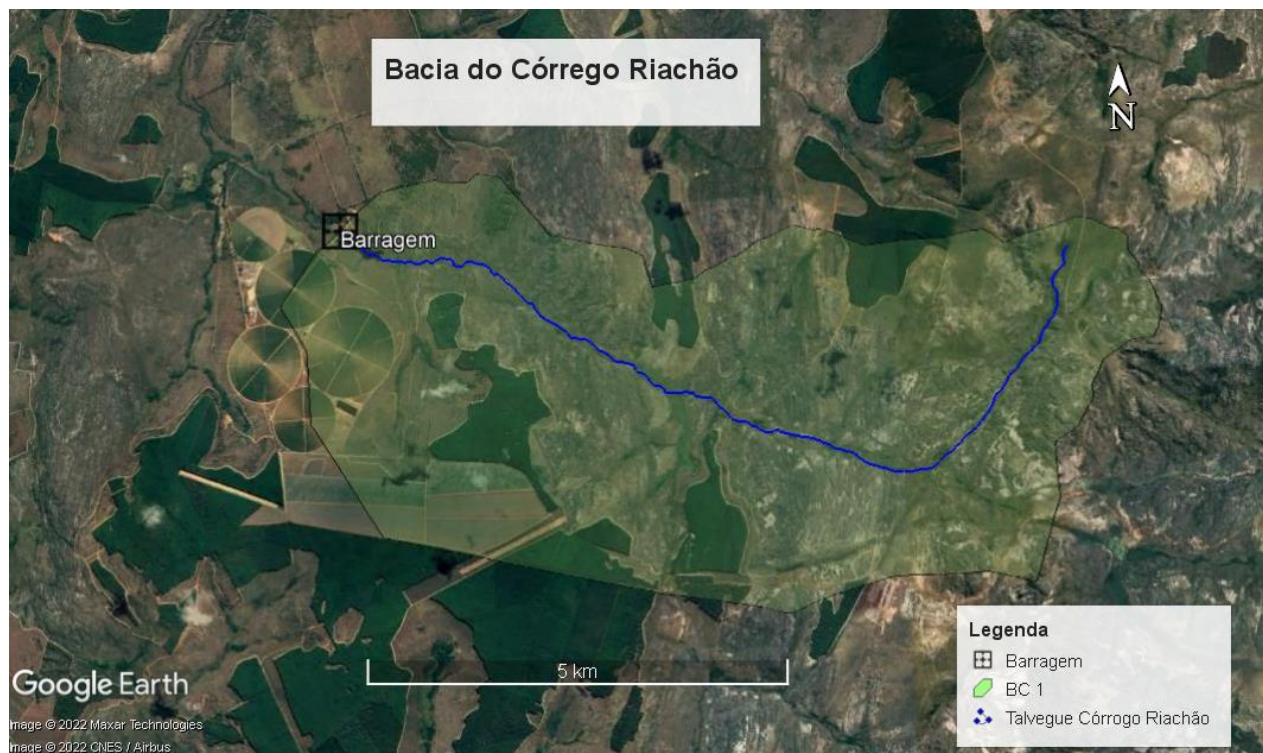 Bacia do Córrego Riachão
N
Barragem
5 km
Legenda
Barragem
BC 1
Talvegue Córrogo Riachão
Google Earth
Image © 2022 Maxar Technologies
Image © 2022 CNES / Airbus